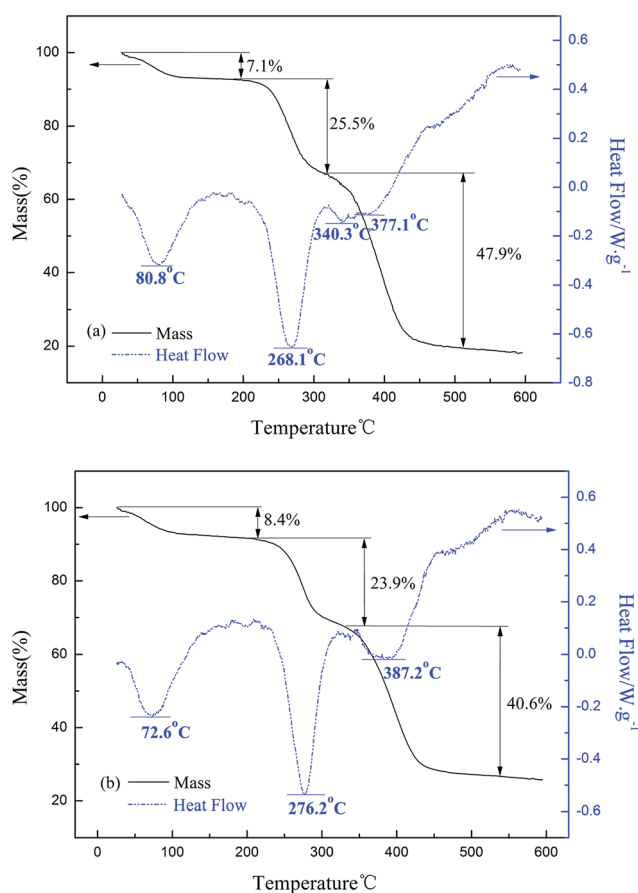 100
80
60
40
20
Mass(%)
0
100
200
300
400
500
600
Temperature℃
0.6
0.4
0.2
0.0
-0.2
-0.4
-0.6
-0.8
Heat Flow/W·g-1
7.1%
25.5%
47.9%
340.3°C
377.1°C
80.8°C
268.1°C
(a)
Mass
Heat Flow
100
80
60
40
20
Mass(%)
0
100
200
300
400
500
600
Temperature℃
0.6
0.4
0.2
0.0
-0.2
-0.4
-0.6
Heat Flow/W·g-1
8.4%
23.9%
40.6%
387.2°C
72.6°C
276.2°C
(b)
Mass
Heat Flow